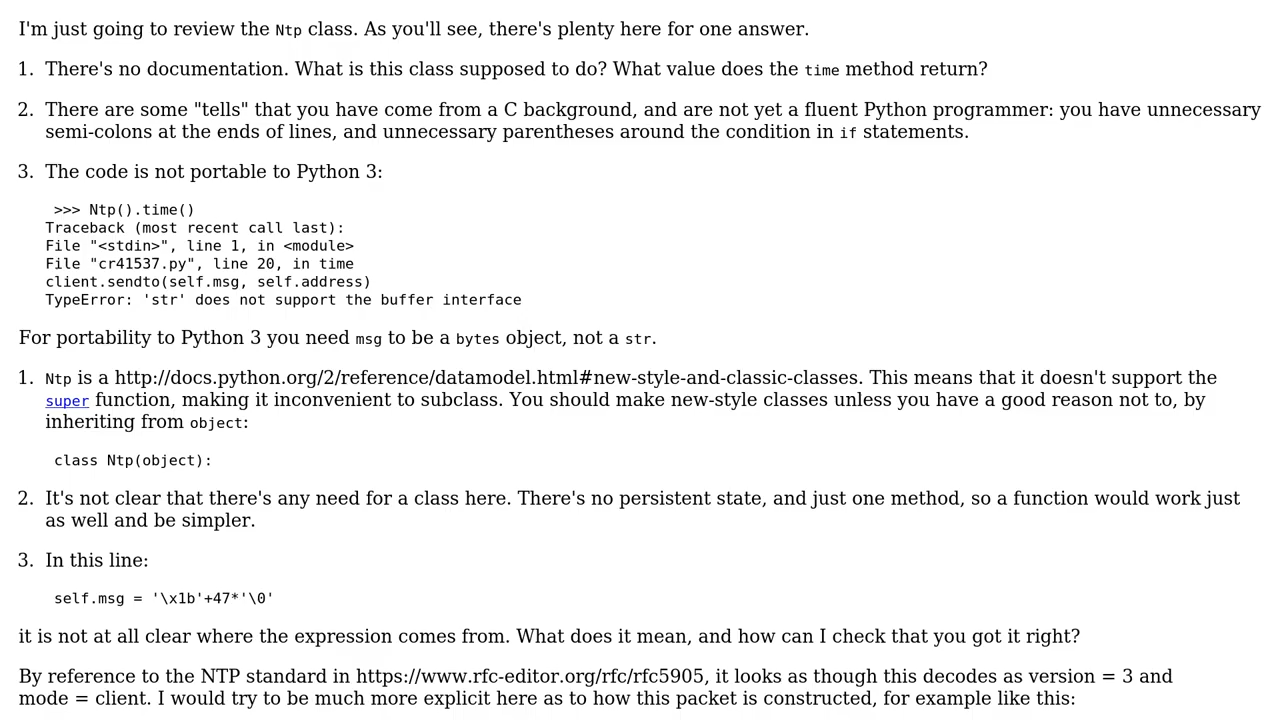 I'm just going to review the Ntp class. As you'll see, there's plenty here for one answer.
1. There's no documentation. What is this class supposed to do? What value does the time method return?
2. There are some "tells" that you have come from a C background, and are not yet a fluent Python programmer: you have unnecessary
semi-colons at the ends of lines, and unnecessary parentheses around the condition in if statements.
3. The code is not portable to Python 3:
>>> Ntp().time()
Traceback (most recent call last):
File "<stdin>", line 1, in <module>
File "cr41537.py", line 20, in time
client.sendto(self.msg, self.address)
TypeError: 'str' does not support the buffer interface
For portability to Python 3 you need msg to be a bytes object, not a str.
1. Ntp is a http://docs.python.org/2/reference/datamodel.html#new-style-and-classic-classes. This means that it doesn't support the
super function, making it inconvenient to subclass. You should make new-style classes unless you have a good reason not to, by
inheriting from object:
class Ntp(object):
2. It's not clear that there's any need for a class here. There's no persistent state, and just one method, so a function would work just
as well and be simpler.
3. In this line:
self.msg = '\x1b'+47*'\0'
it is not at all clear where the expression comes from. What does it mean, and how can I check that you got it right?
By reference to the NTP standard in https://www.rfc-editor.org/rfc/rfc5905, it looks as though this decodes as version = 3 and
mode = client. I would try to be much more explicit here as to how this packet is constructed, for example like this: